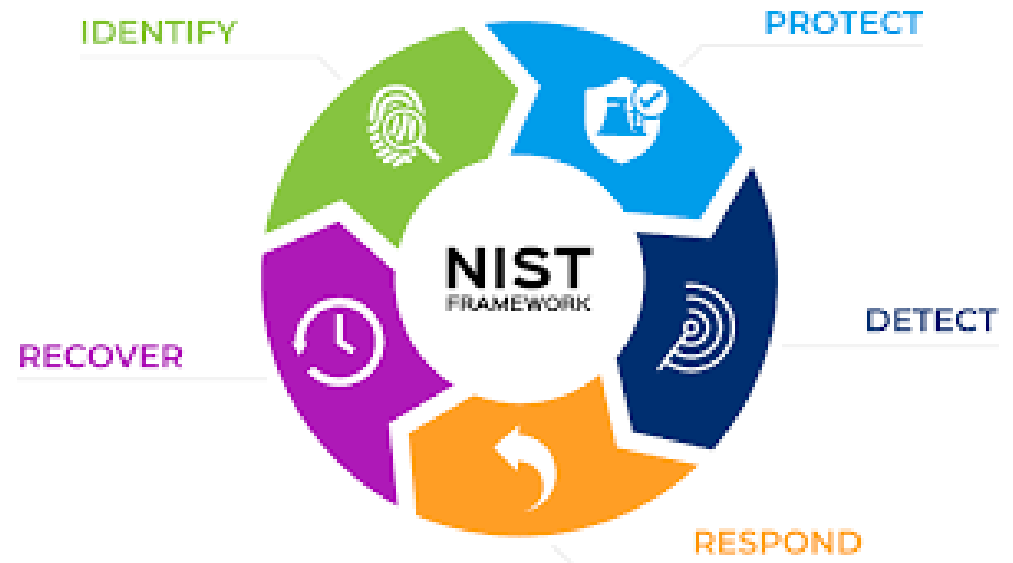 IDENTIFY
PROTECT
NIST
FRAMEWORK
DETECT
RECOVER
RESPOND